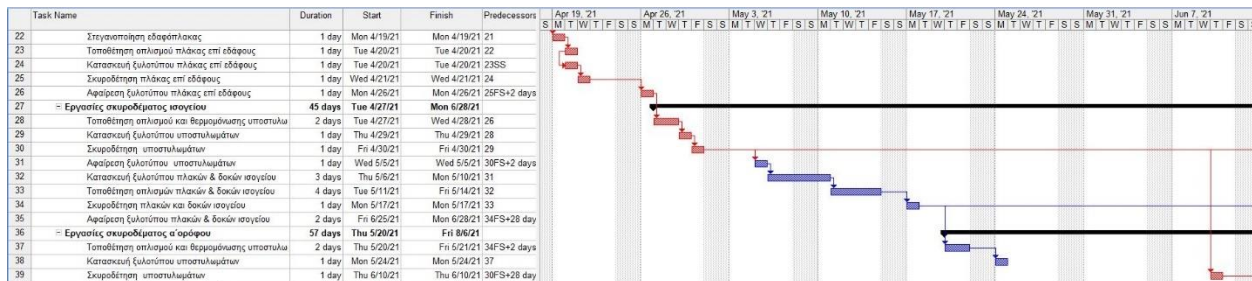 Task Name Duration Start Finish Predecessors Apr 19, '21 Apr 26, '21 May 3, '21 May 10, '21 May 17, '21 May 24, '21 May 31, '21 Jun 7, '21
S M T W T F S S M T W T F S S M T W T F S S M T W T F S S M T W T F S S M T W T F S S M T W T F S S M T W T F
22 Στεγανοποίηση εδαφόπλακας 1 day Mon 4/19/21 Mon 4/19/21 21
23 Τοποθέτηση οπλισμού πλάκας επί εδάφους 1 day Tue 4/20/21 Tue 4/20/21 22
24 Κατασκευή ξυλοτύπου πλάκας επί εδάφους 1 day Tue 4/20/21 Tue 4/20/21 23SS
25 Σκυροδέτηση πλάκας επί εδάφους 1 day Wed 4/21/21 Wed 4/21/21 24
26 Αφαίρεση ξυλοτύπου πλάκας επί εδάφους 1 day Mon 4/26/21 Mon 4/26/21 25FS+2 days
27 Εργασίες σκυροδέματος ισογείου 45 days Tue 4/27/21 Mon 6/28/21
28 Τοποθέτηση οπλισμού και θερμομόνωσης υποστυλω 2 days Tue 4/27/21 Wed 4/28/21 26
29 Κατασκευή ξυλοτύπου υποστυλωμάτων 1 day Thu 4/29/21 Thu 4/29/21 28
30 Σκυροδέτηση υποστυλωμάτων 1 day Fri 4/30/21 Fri 4/30/21 29
31 Αφαίρεση ξυλοτύπου υποστυλωμάτων 1 day Wed 5/5/21 Wed 5/5/21 30FS+2 days
32 Κατασκευή ξυλοτύπου πλακών & δοκών ισογείου 3 days Thu 5/6/21 Mon 5/10/21 31
33 Τοποθέτηση οπλισμών πλακών & δοκών ισογείου 4 days Tue 5/11/21 Fri 5/14/21 32
34 Σκυροδέτηση πλακών και δοκών ισογείου 1 day Mon 5/17/21 Mon 5/17/21 33
35 Αφαίρεση ξυλοτύπου πλακών & δοκών ισογείου 2 days Fri 6/25/21 Mon 6/28/21 34FS+28 day
36 Εργασίες σκυροδέματος α΄ορόφου 57 days Thu 5/20/21 Fri 8/6/21
37 Τοποθέτηση οπλισμού και θερμομόνωσης υποστυλω 2 days Thu 5/20/21 Fri 5/21/21 34FS+2 days
38 Κατασκευή ξυλοτύπου υποστυλωμάτων 1 day Mon 5/24/21 Mon 5/24/21 37
39 Σκυροδέτηση υποστυλωμάτων 1 day Thu 6/10/21 Thu 6/10/21 30FS+28 day